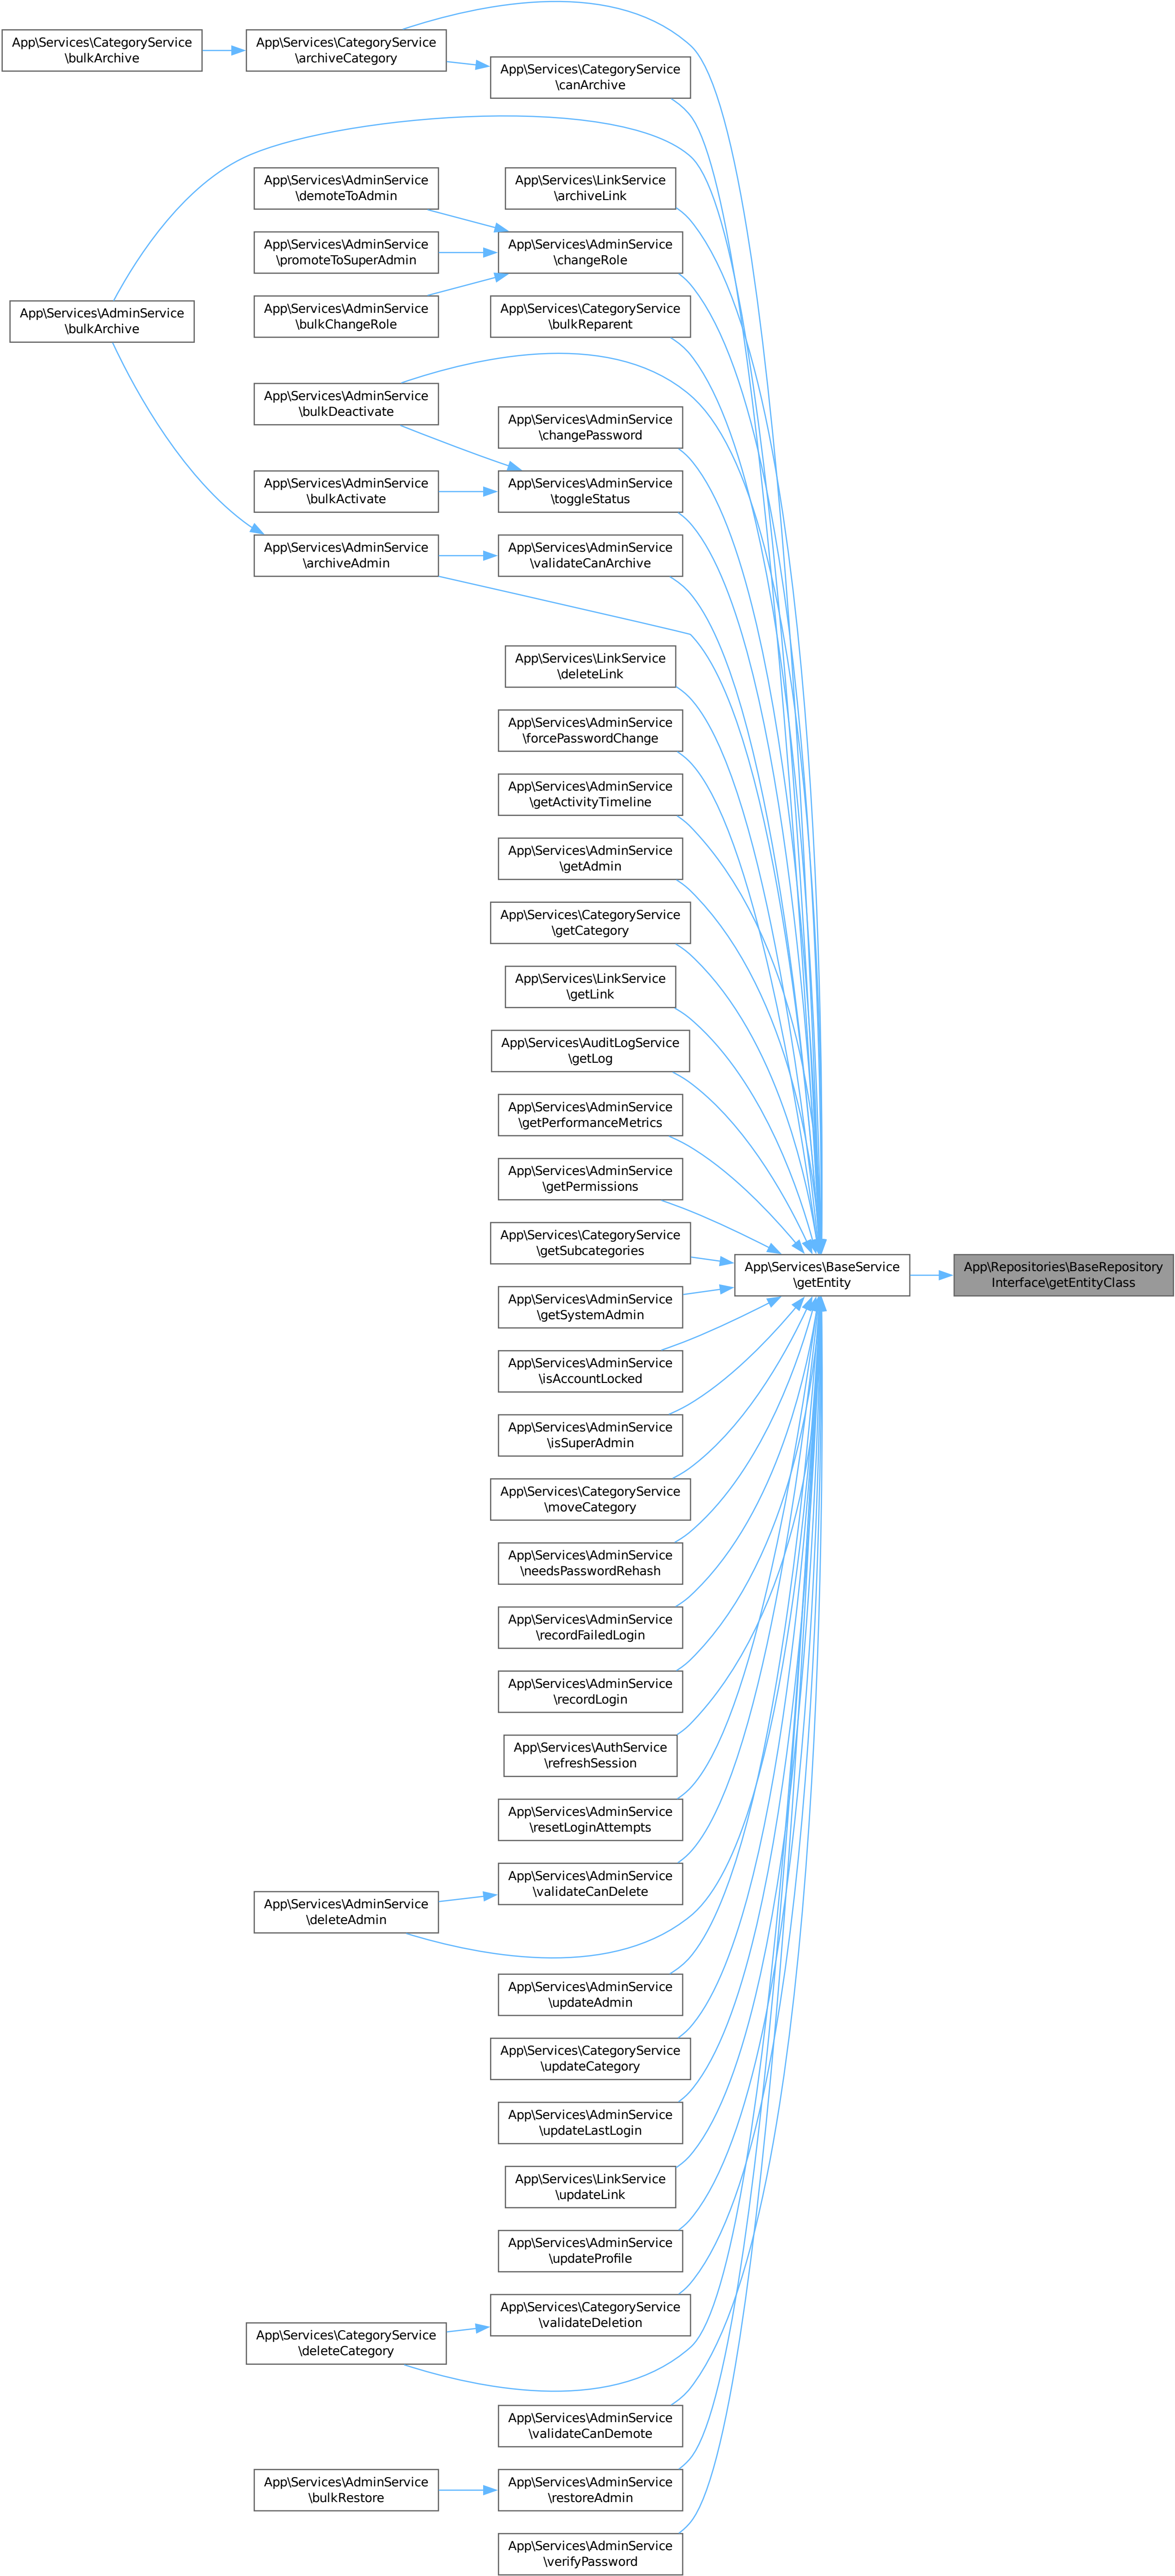 App\Services\CategoryService
\bulkArchive
App\Services\CategoryService
\archiveCategory
App\Services\CategoryService
\canArchive
App\Services\AdminService
\demoteToAdmin
App\Services\LinkService
\archiveLink
App\Services\AdminService
\promoteToSuperAdmin
App\Services\AdminService
\changeRole
App\Services\AdminService
\bulkArchive
App\Services\AdminService
\bulkChangeRole
App\Services\CategoryService
\bulkReparent
App\Services\AdminService
\bulkDeactivate
App\Services\AdminService
\changePassword
App\Services\AdminService
\bulkActivate
App\Services\AdminService
\toggleStatus
App\Services\AdminService
\archiveAdmin
App\Services\AdminService
\validateCanArchive
App\Services\LinkService
\deleteLink
App\Services\AdminService
\forcePasswordChange
App\Services\AdminService
\getActivityTimeline
App\Services\AdminService
\getAdmin
App\Services\CategoryService
\getCategory
App\Services\LinkService
\getLink
App\Services\AuditLogService
\getLog
App\Services\AdminService
\getPerformanceMetrics
App\Services\AdminService
\getPermissions
App\Services\CategoryService
\getSubcategories
App\Services\BaseService
\getEntity
App\Repositories\BaseRepository
Interface\getEntityClass
App\Services\AdminService
\getSystemAdmin
App\Services\AdminService
\isAccountLocked
App\Services\AdminService
\isSuperAdmin
App\Services\CategoryService
\moveCategory
App\Services\AdminService
\needsPasswordRehash
App\Services\AdminService
\recordFailedLogin
App\Services\AdminService
\recordLogin
App\Services\AuthService
\refreshSession
App\Services\AdminService
\resetLoginAttempts
App\Services\AdminService
\validateCanDelete
App\Services\AdminService
\deleteAdmin
App\Services\AdminService
\updateAdmin
App\Services\CategoryService
\updateCategory
App\Services\AdminService
\updateLastLogin
App\Services\LinkService
\updateLink
App\Services\AdminService
\updateProfile
App\Services\CategoryService
\validateDeletion
App\Services\CategoryService
\deleteCategory
App\Services\AdminService
\validateCanDemote
App\Services\AdminService
\bulkRestore
App\Services\AdminService
\restoreAdmin
App\Services\AdminService
\verifyPassword